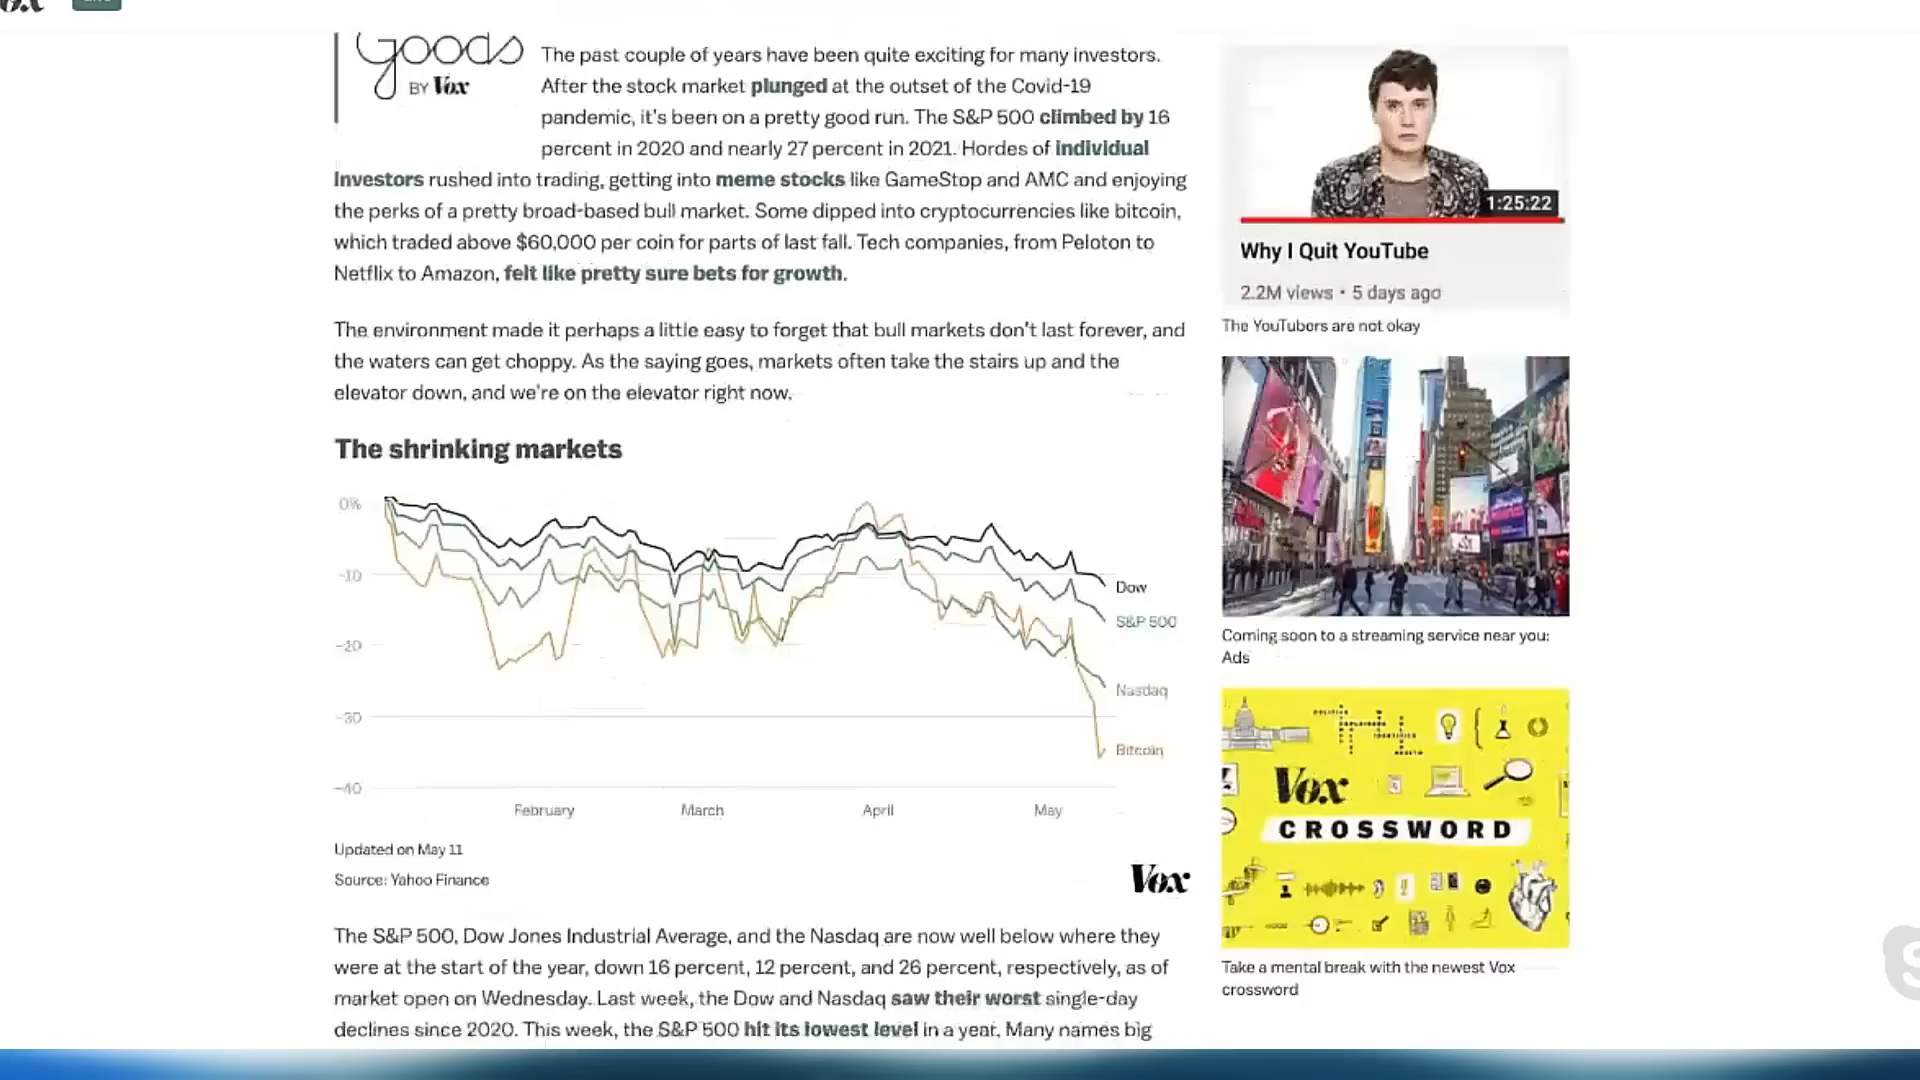 Goods
BY Vox
The past couple of years have been quite exciting for many investors.
After the stock market plunged at the outset of the Covid-19
pandemic, it's been on a pretty good run. The S&P 500 climbed by 16
percent in 2020 and nearly 27 percent in 2021. Hordes of individual
investors rushed into trading, getting into meme stocks like GameStop and AMC and enjoying
the perks of a pretty broad-based bull market. Some dipped into cryptocurrencies like bitcoin,
which traded above $60,000 per coin for parts of last fall. Tech companies, from Peloton to
Netflix to Amazon, felt like pretty sure bets for growth.
The environment made it perhaps a little easy to forget that bull markets don't last forever, and
the waters can get choppy. As the saying goes, markets often take the stairs up and the
elevator down, and we're on the elevator right now.
The shrinking markets
0%
-10
-20
-30
-40
Dow
S&P 500
Nasdaq
Bitcoin
February March April May
Updated on May 11
Source: Yahoo Finance
Vox
The S&P 500, Dow Jones Industrial Average, and the Nasdaq are now well below where they
were at the start of the year, down 16 percent, 12 percent, and 26 percent, respectively, as of
market open on Wednesday. Last week, the Dow and Nasdaq saw their worst single-day
declines since 2020. This week, the S&P 500 hit its lowest level in a year. Many names big
1:25:22
Why I Quit YouTube
2.2M views • 5 days ago
The YouTubers are not okay
Coming soon to a streaming service near you:
Ads
Vox
CROSSWORD
Take a mental break with the newest Vox
crossword